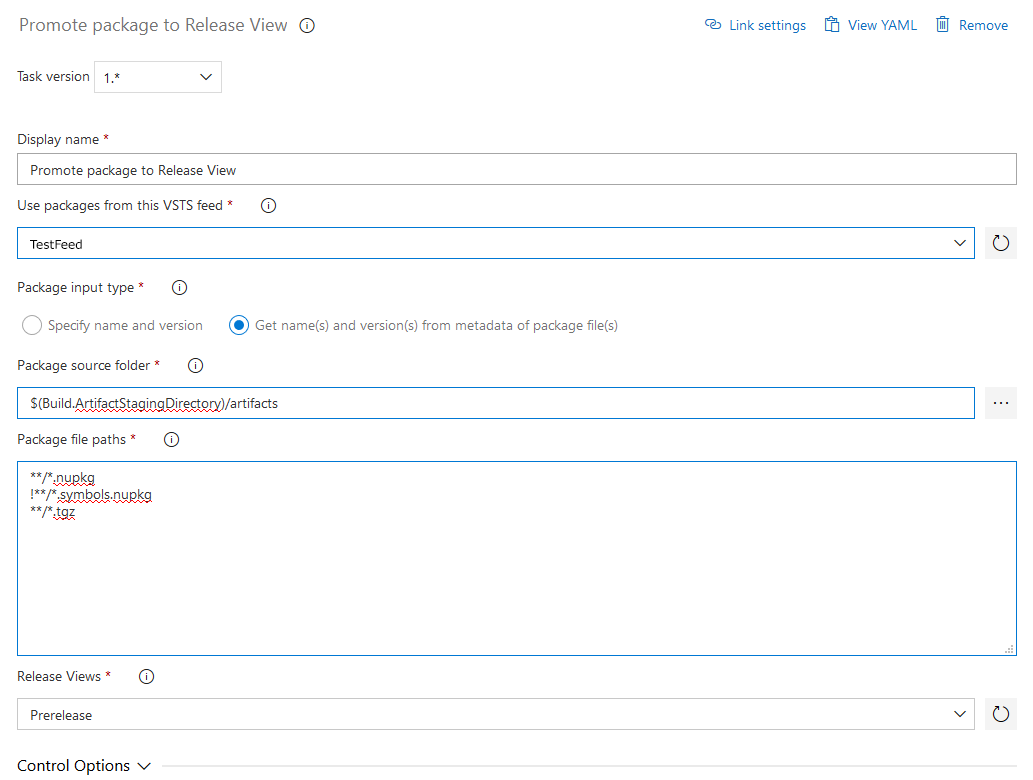 Promote package to Release View
Link settings
View YAML
Remove
Task version
1.*
Display name *
Promote package to Release View
Use packages from this VSTS feed *
TestFeed
Package input type *
Specify name and version
Get name(s) and version(s) from metadata of package file(s)
Package source folder *
$(Build.ArtifactStagingDirectory)/artifacts
...
Package file paths *
**/*.nupkg
!**/*.symbols.nupkg
**/*.tgz
Release Views *
Prerelease
Control Options